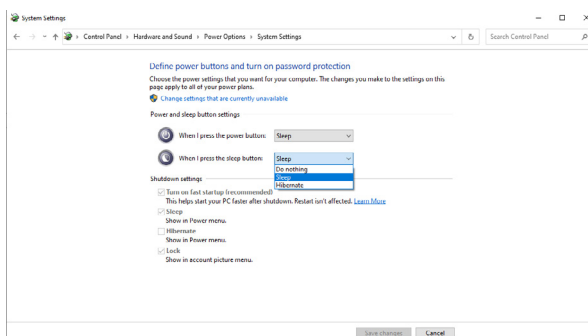 System Settings
Control Panel > Hardware and Sound > Power Options > System Settings
Search Control Panel
Define power buttons and turn on password protection
Choose the power settings that you want for your computer. The changes you make to the settings on this
page apply to all of your power plans.
Change settings that are currently unavailable
Power and sleep button settings
When I press the power button: Sleep
When I press the sleep button: Sleep
Do nothing
Sleep
Hibernate
Shutdown settings
Turn on fast startup (recommended)
This helps start your PC faster after shutdown. Restart isn't affected. Learn More
Sleep
Show in Power menu.
Hibernate
Show in Power menu.
Lock
Show in account picture menu.
Save changes Cancel